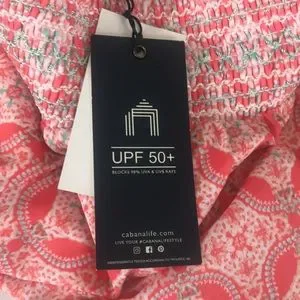 UPF 50+
BLOCKS 98% UVA & UVB RAYS
cabanalife.com
LIVE YOUR #CABANALIFESTYLE